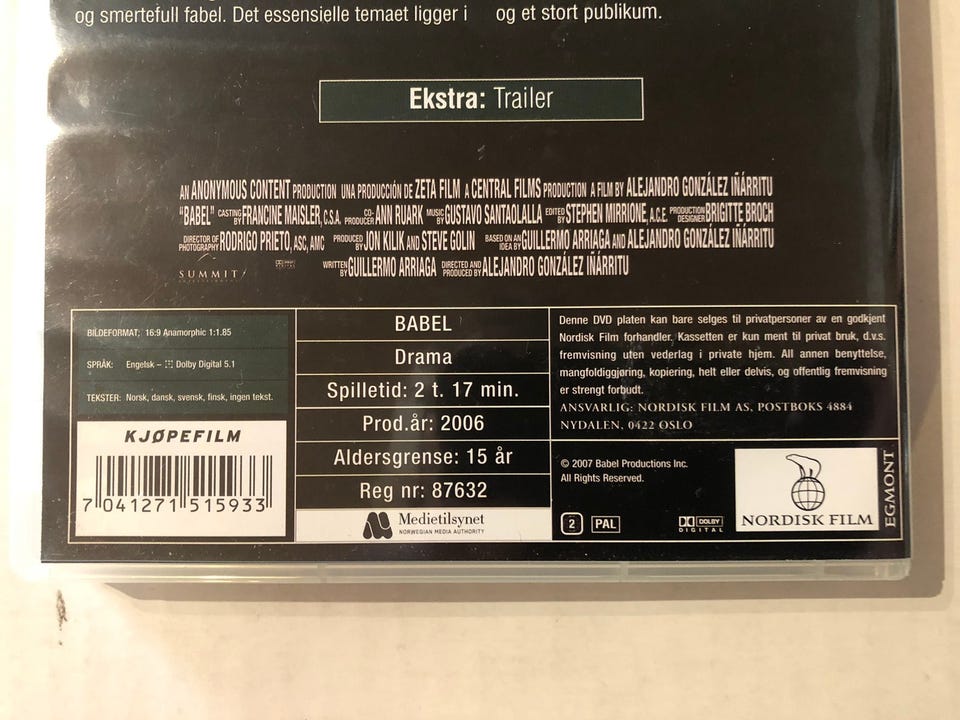 og smertefull fabel. Det essensielle temaet ligger i
og et stort publikum.
Ekstra: Trailer
AN ANONYMOUS CONTENT PRODUCTION UNA PRODUCCIÓN DE ZETA FILM A CENTRAL FILMS PRODUCTION A FILM BY ALEJANDRO GONZÁLEZ IÑÁRRITU
"BABEL" CASTING BY FRANCINE MAISLER, C.S.A. CO-PRODUCER ANN RUARK MUSIC BY GUSTAVO SANTAOLALLA EDITED BY STEPHEN MIRRIONE, A.C.E. PRODUCTION DESIGNER BRIGITTE BROCH
DIRECTOR OF PHOTOGRAPHY RODRIGO PRIETO, ASC, AMC PRODUCED BY JON KILIK AND STEVE GOLIN BASED ON AN IDEA BY GUILLERMO ARRIAGA AND ALEJANDRO GONZÁLEZ IÑÁRRITU
SUMMIT WRITTEN BY GUILLERMO ARRIAGA DIRECTED AND PRODUCED BY ALEJANDRO GONZÁLEZ IÑÁRRITU
BILDEFORMAT: 16:9 Anamorphic 1:1.85
SPRÅK: Engelsk – Dolby Digital 5.1
TEKSTER: Norsk, dansk, svensk, finsk, ingen tekst.
KJØPEFILM
7 041271 515933
BABEL
Drama
Spilletid: 2 t. 17 min.
Prod.år: 2006
Aldersgrense: 15 år
Reg nr: 87632
Medietilsynet
NORWEGIAN MEDIA AUTHORITY
Denne DVD platen kan bare selges til privatpersoner av en godkjent
Nordisk Film forhandler. Kassetten er kun ment til privat bruk, d.v.s.
fremvisning uten vederlag i private hjem. All annen benyttelse,
mangfoldiggjøring, kopiering, helt eller delvis, og offentlig fremvisning
er strengt forbudt.
ANSVARLIG: NORDISK FILM AS, POSTBOKS 4884
NYDALEN, 0422 OSLO
© 2007 Babel Productions Inc.
All Rights Reserved.
2 PAL
DOLBY
DIGITAL
NORDISK FILM
EGMONT